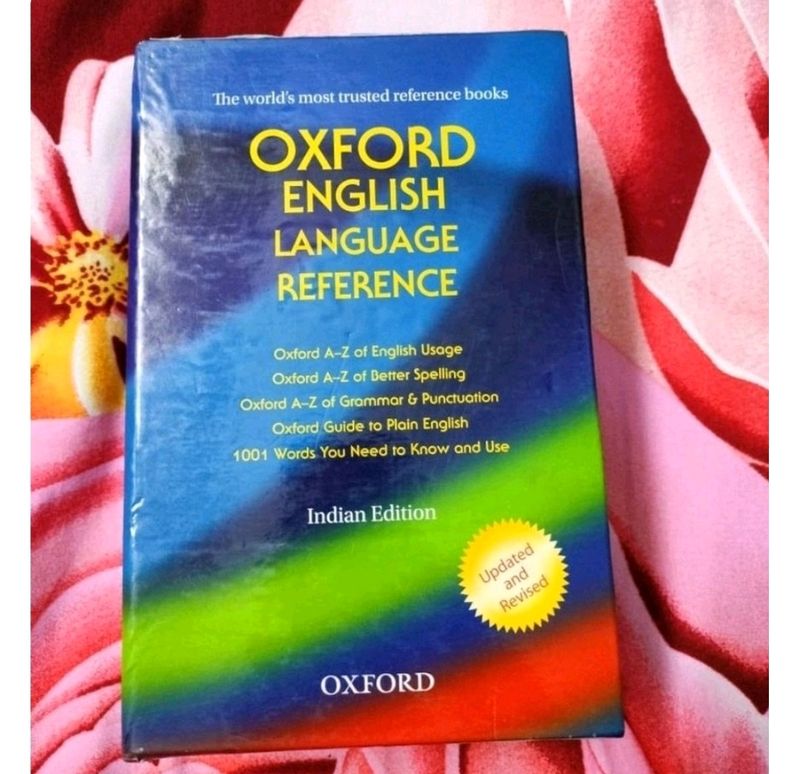 The world's most trusted reference books
OXFORD
ENGLISH
LANGUAGE
REFERENCE
Oxford A–Z of English Usage
Oxford A–Z of Better Spelling
Oxford A–Z of Grammar & Punctuation
Oxford Guide to Plain English
1001 Words You Need to Know and Use
Indian Edition
Updated
and
Revised
OXFORD